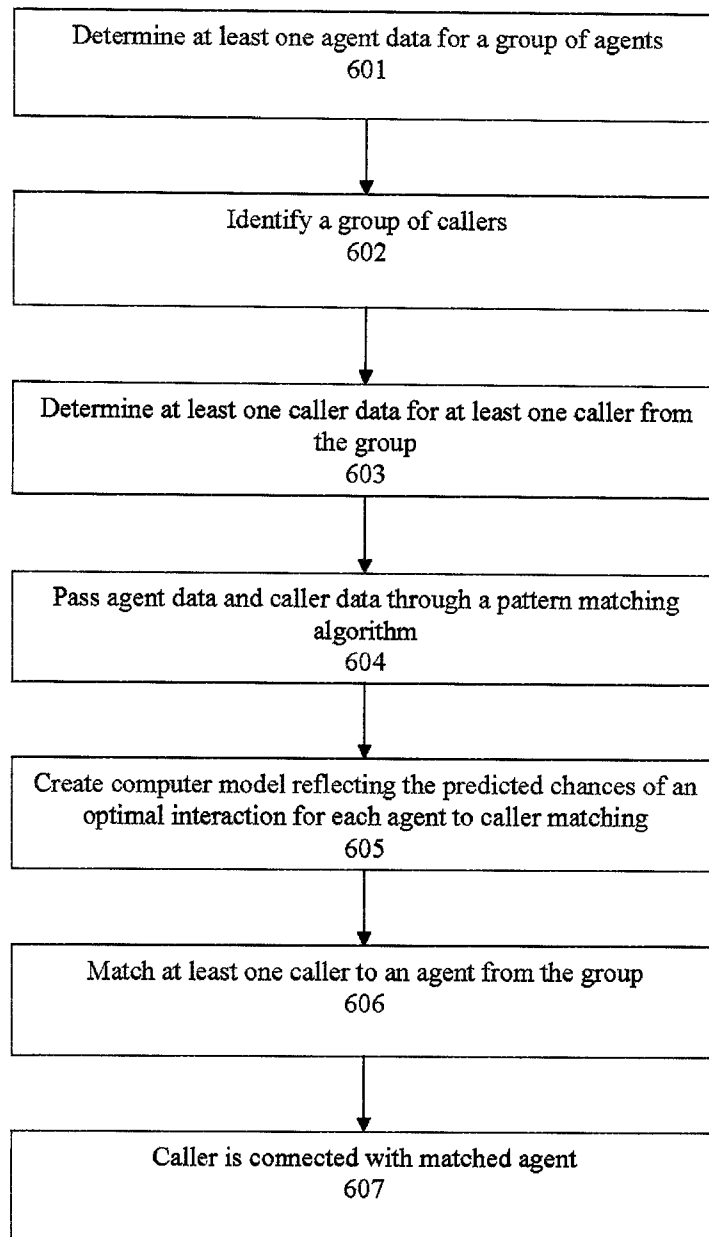 Determine at least one agent data for a group of agents
601
Identify a group of callers
602
Determine at least one caller data for at least one caller from
the group
603
Pass agent data and caller data through a pattern matching
algorithm
604
Create computer model reflecting the predicted chances of an
optimal interaction for each agent to caller matching
605
Match at least one caller to an agent from the group
606
Caller is connected with matched agent
607